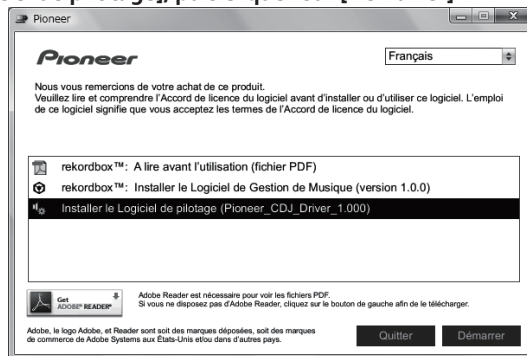 Pioneer
Pioneer
Français
Nous vous remercions de votre achat de ce produit.
Veuillez lire et comprendre l'Accord de licence du logiciel avant d'installer ou d'utiliser ce logiciel. L'emploi
de ce logiciel signifie que vous acceptez les termes de l'Accord de licence du logiciel.
rekordbox™: A lire avant l'utilisation (fichier PDF)
rekordbox™: Installer le Logiciel de Gestion de Musique (version 1.0.0)
Installer le Logiciel de pilotage (Pioneer_CDJ_Driver_1.000)
Get
ADOBE® READER®
Adobe Reader est nécessaire pour voir les fichiers PDF.
Si vous ne disposez pas d'Adobe Reader, cliquez sur le bouton de gauche afin de le télécharger.
Adobe, le logo Adobe, et Reader sont soit des marques déposées, soit des marques
de commerce de Adobe Systems aux États-Unis et/ou dans d'autres pays.
Quitter
Démarrer